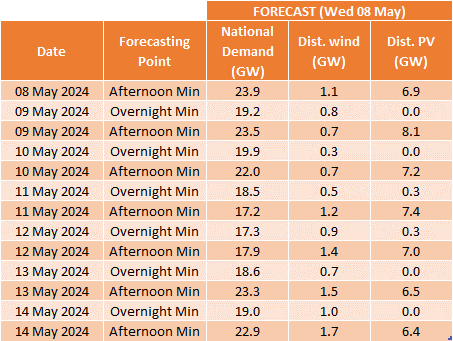 FORECAST (Wed 08 May)
Date Forecasting Point National Demand (GW) Dist. wind (GW) Dist. PV (GW)
08 May 2024 Afternoon Min 23.9 1.1 6.9
09 May 2024 Overnight Min 19.2 0.8 0.0
09 May 2024 Afternoon Min 23.5 0.7 8.1
10 May 2024 Overnight Min 19.9 0.3 0.0
10 May 2024 Afternoon Min 22.0 0.7 7.2
11 May 2024 Overnight Min 18.5 0.5 0.3
11 May 2024 Afternoon Min 17.2 1.2 7.4
12 May 2024 Overnight Min 17.3 0.9 0.3
12 May 2024 Afternoon Min 17.9 1.4 7.0
13 May 2024 Overnight Min 18.6 0.7 0.0
13 May 2024 Afternoon Min 23.3 1.5 6.5
14 May 2024 Overnight Min 19.0 1.0 0.0
14 May 2024 Afternoon Min 22.9 1.7 6.4